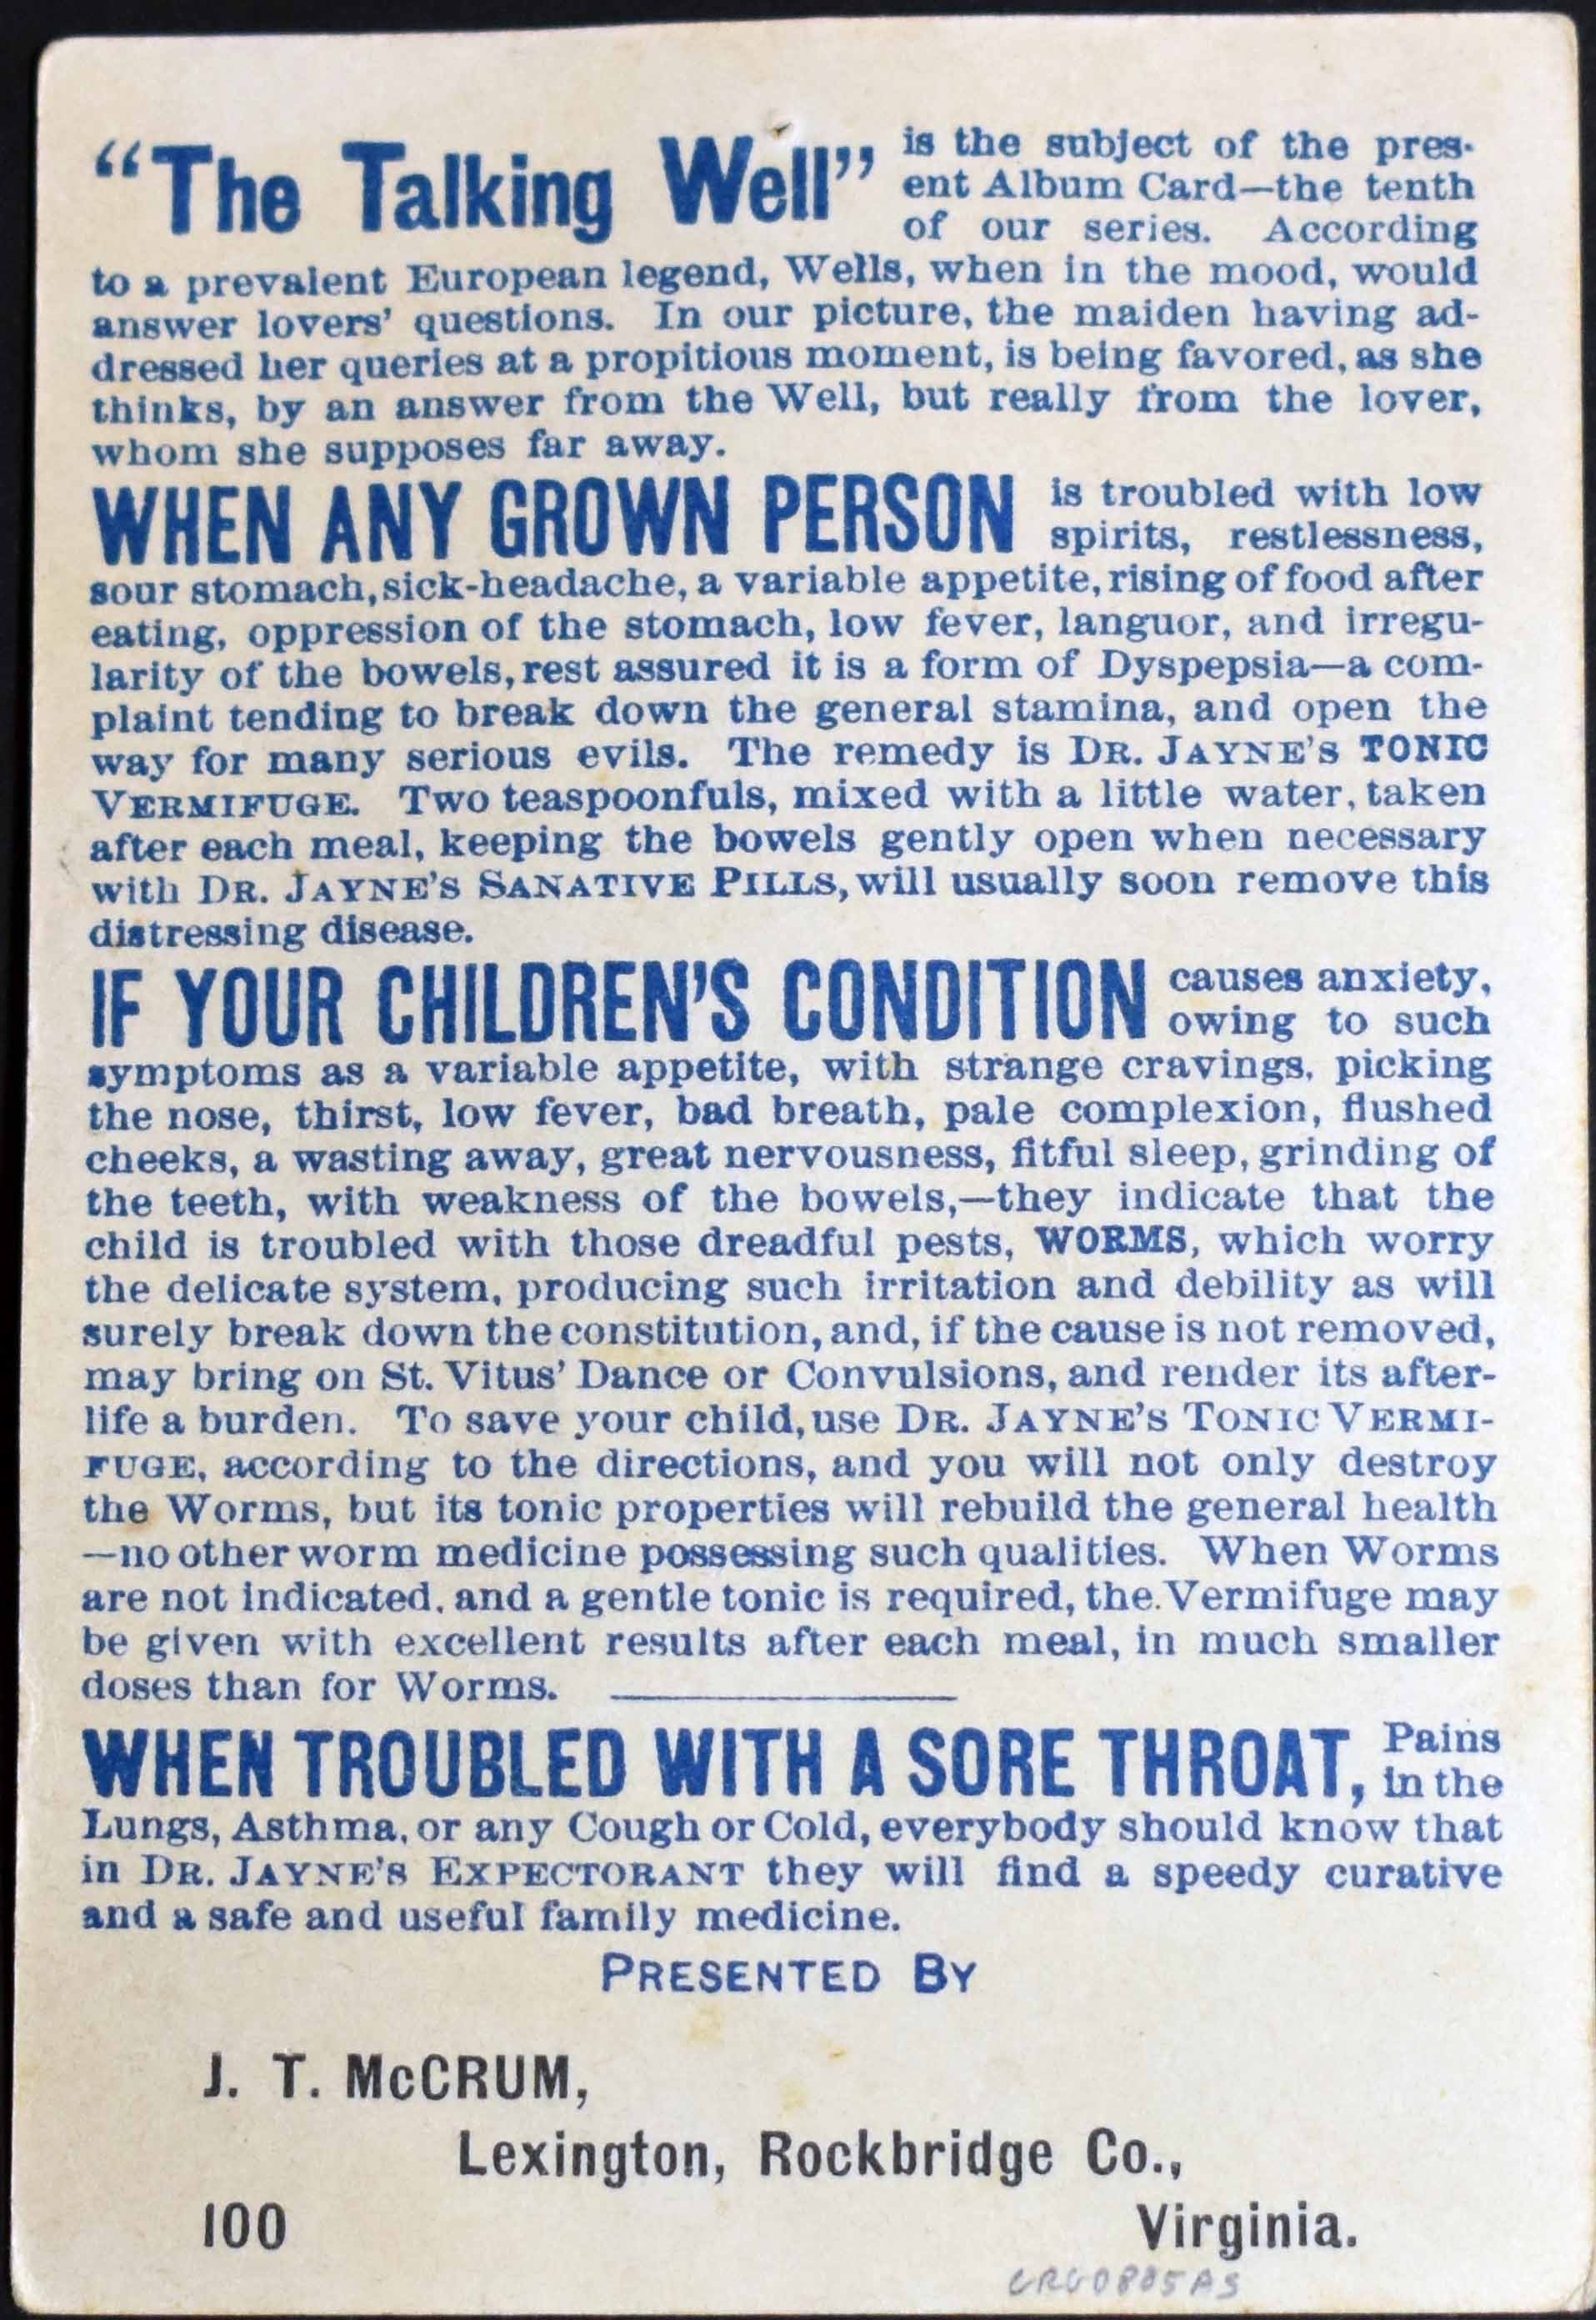 “The Talking Well” is the subject of the pres-
ent Album Card—the tenth
of our series. According
to a prevalent European legend, Wells, when in the mood, would
answer lovers’ questions. In our picture, the maiden having ad-
dressed her queries at a propitious moment, is being favored, as she
thinks, by an answer from the Well, but really from the lover,
whom she supposes far away.
WHEN ANY GROWN PERSON is troubled with low
spirits, restlessness,
sour stomach, sick-headache, a variable appetite, rising of food after
eating, oppression of the stomach, low fever, languor, and irregu-
larity of the bowels, rest assured it is a form of Dyspepsia—a com-
plaint tending to break down the general stamina, and open the
way for many serious evils. The remedy is DR. JAYNE’S TONIC
VERMIFUGE. Two teaspoonfuls, mixed with a little water, taken
after each meal, keeping the bowels gently open when necessary
with DR. JAYNE’S SANATIVE PILLS, will usually soon remove this
distressing disease.
IF YOUR CHILDREN’S CONDITION causes anxiety,
owing to such
symptoms as a variable appetite, with strange cravings, picking
the nose, thirst, low fever, bad breath, pale complexion, flushed
cheeks, a wasting away, great nervousness, fitful sleep, grinding of
the teeth, with weakness of the bowels,—they indicate that the
child is troubled with those dreadful pests, WORMS, which worry
the delicate system, producing such irritation and debility as will
surely break down the constitution, and, if the cause is not removed,
may bring on St. Vitus’ Dance or Convulsions, and render its after-
life a burden. To save your child, use DR. JAYNE’S TONIC VERMI-
FUGE, according to the directions, and you will not only destroy
the Worms, but its tonic properties will rebuild the general health
—no other worm medicine possessing such qualities. When Worms
are not indicated, and a gentle tonic is required, the Vermifuge may
be given with excellent results after each meal, in much smaller
doses than for Worms.
WHEN TROUBLED WITH A SORE THROAT, Pains
in the
Lungs, Asthma, or any Cough or Cold, everybody should know that
in DR. JAYNE’S EXPECTORANT they will find a speedy curative
and a safe and useful family medicine.
PRESENTED BY
J. T. McCRUM,
Lexington, Rockbridge Co.,
100 Virginia.